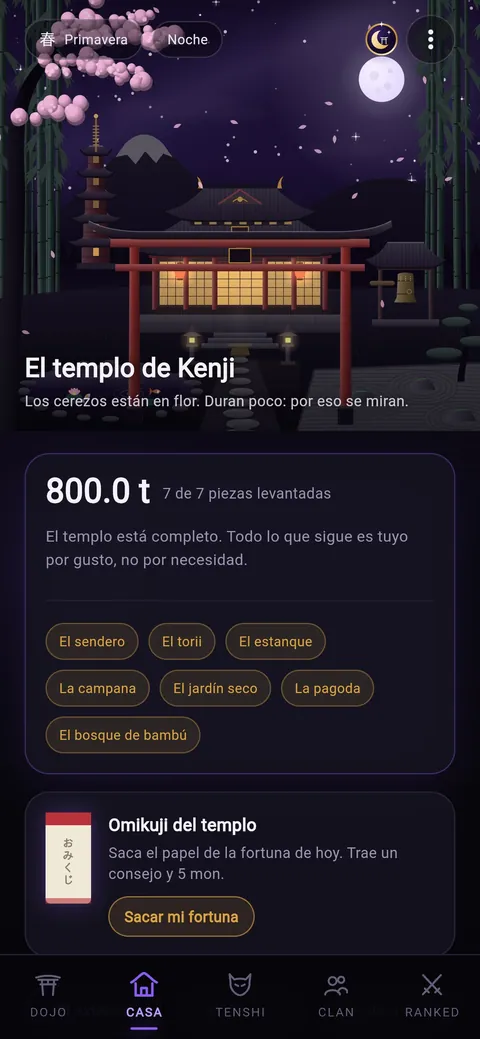 春 Primavera
Noche
El templo de Kenji
Los cerezos están en flor. Duran poco: por eso se miran.
800.0 t 7 de 7 piezas levantadas
El templo está completo. Todo lo que sigue es tuyo
por gusto, no por necesidad.
El sendero
El torii
El estanque
La campana
El jardín seco
La pagoda
El bosque de bambú
おみくじ
Omikuji del templo
Saca el papel de la fortuna de hoy. Trae un
consejo y 5 mon.
Sacar mi fortuna
DOJO
CASA
TENSHI
CLAN
RANKED